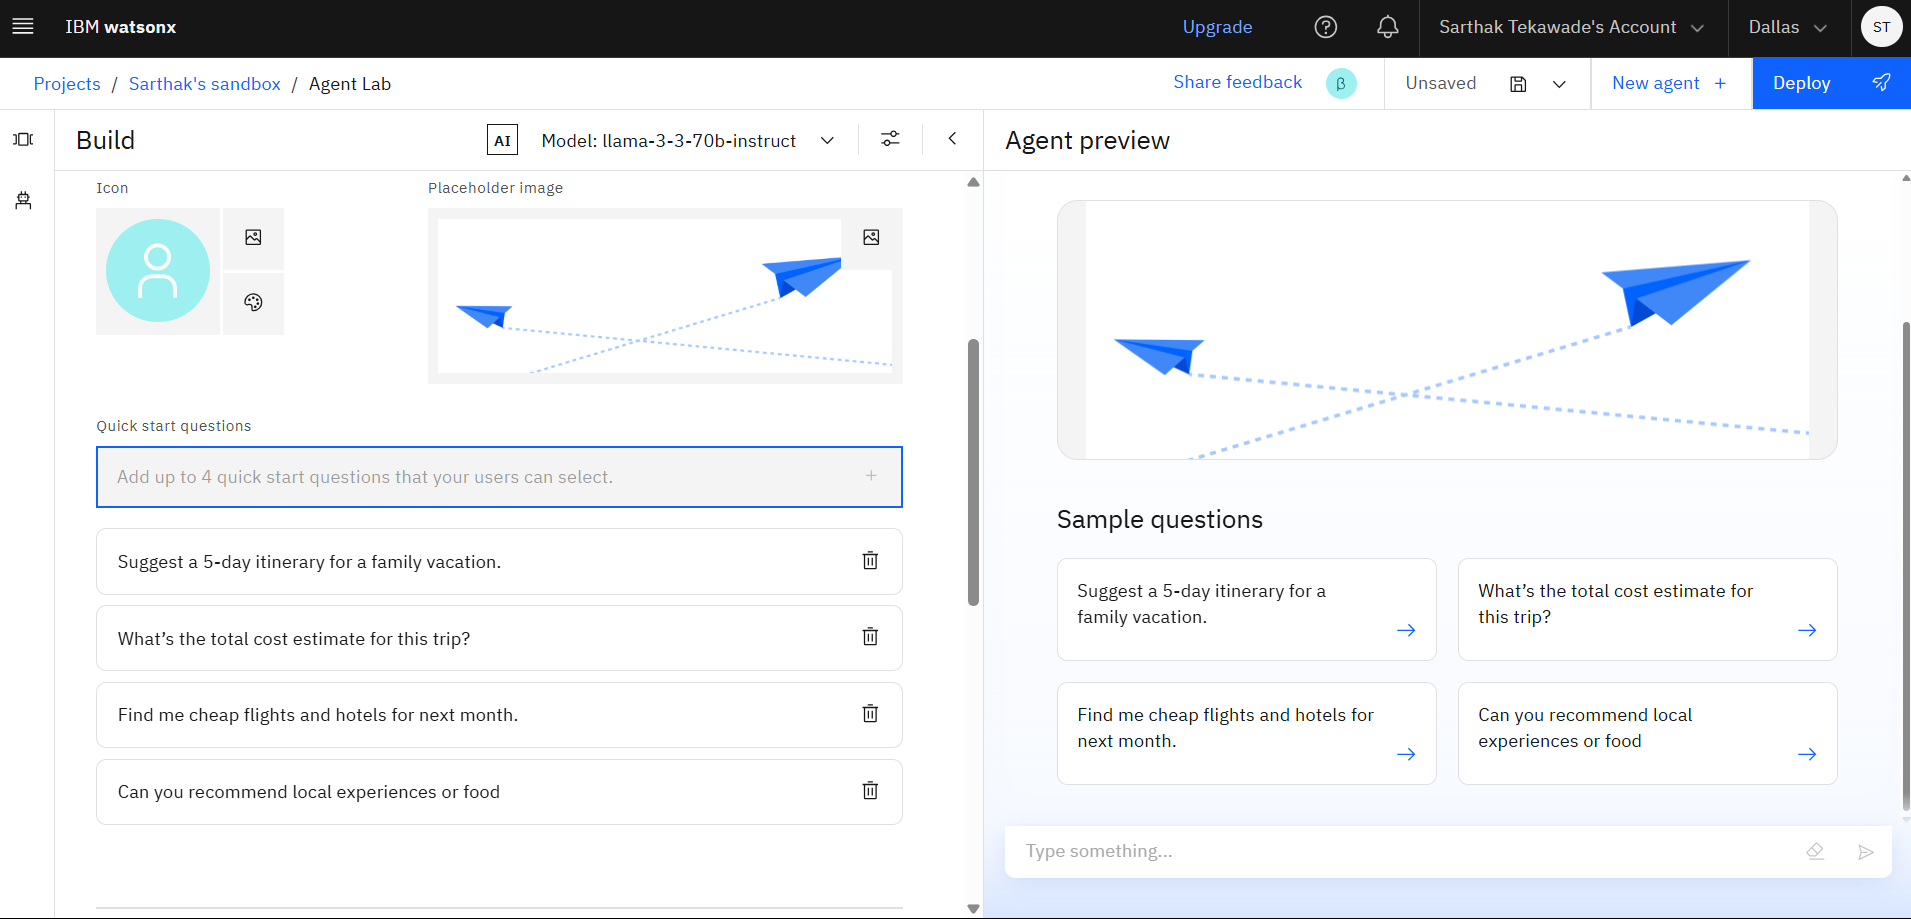 IBM watsonx
Upgrade
Sarthak Tekawade's Account
Dallas
ST
Projects / Sarthak's sandbox / Agent Lab
Share feedback
β
Unsaved
New agent +
Deploy
Build
AI
Model: llama-3-3-70b-instruct
Icon
Placeholder image
Quick start questions
Add up to 4 quick start questions that your users can select.
Suggest a 5-day itinerary for a family vacation.
What’s the total cost estimate for this trip?
Find me cheap flights and hotels for next month.
Can you recommend local experiences or food
Agent preview
Sample questions
Suggest a 5-day itinerary for a
family vacation.
What’s the total cost estimate for
this trip?
Find me cheap flights and hotels for
next month.
Can you recommend local
experiences or food
Type something...